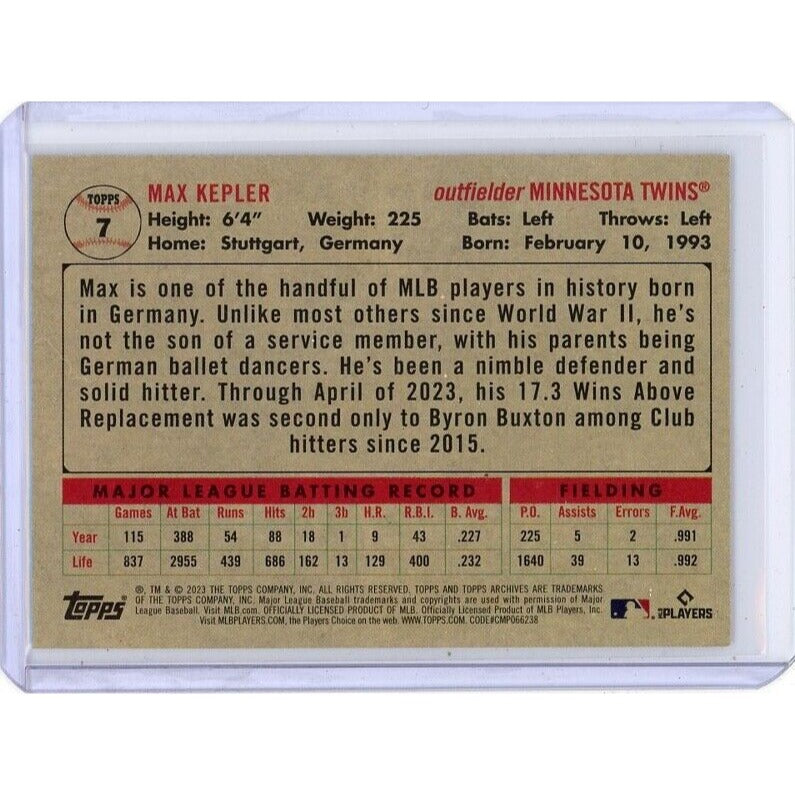 TOPPS
7
MAX KEPLER
outfielder MINNESOTA TWINS®
Height: 6'4" Weight: 225 Bats: Left Throws: Left
Home: Stuttgart, Germany Born: February 10, 1993
Max is one of the handful of MLB players in history born
in Germany. Unlike most others since World War II, he's
not the son of a service member, with his parents being
German ballet dancers. He's been a nimble defender and
solid hitter. Through April of 2023, his 17.3 Wins Above
Replacement was second only to Byron Buxton among Club
hitters since 2015.
MAJOR LEAGUE BATTING RECORD FIELDING
Games At Bat Runs Hits 2h 3b H.R. R.B.I. B. Avg. P.O. Assists Errors F.Avg.
Year 115 388 54 88 18 1 9 43 .227 225 5 2 .991
Life 837 2955 439 686 162 13 129 400 .232 1640 39 13 .992
Topps®
®, TM & © 2023 THE TOPPS COMPANY, INC. ALL RIGHTS RESERVED. TOPPS AND TOPPS ARCHIVES ARE TRADEMARKS
OF THE TOPPS COMPANY, INC. Major League Baseball trademarks and copyrights are used with permission of Major
League Baseball. Visit MLB.com. OFFICIALLY LICENSED PRODUCT OF MLB. Officially Licensed Product of MLB Players, Inc.
Visit MLBPLAYERS.COM, the Players Choice on the web. WWW.TOPPS.COM. CODE#CMP066238
MLB PLAYERS